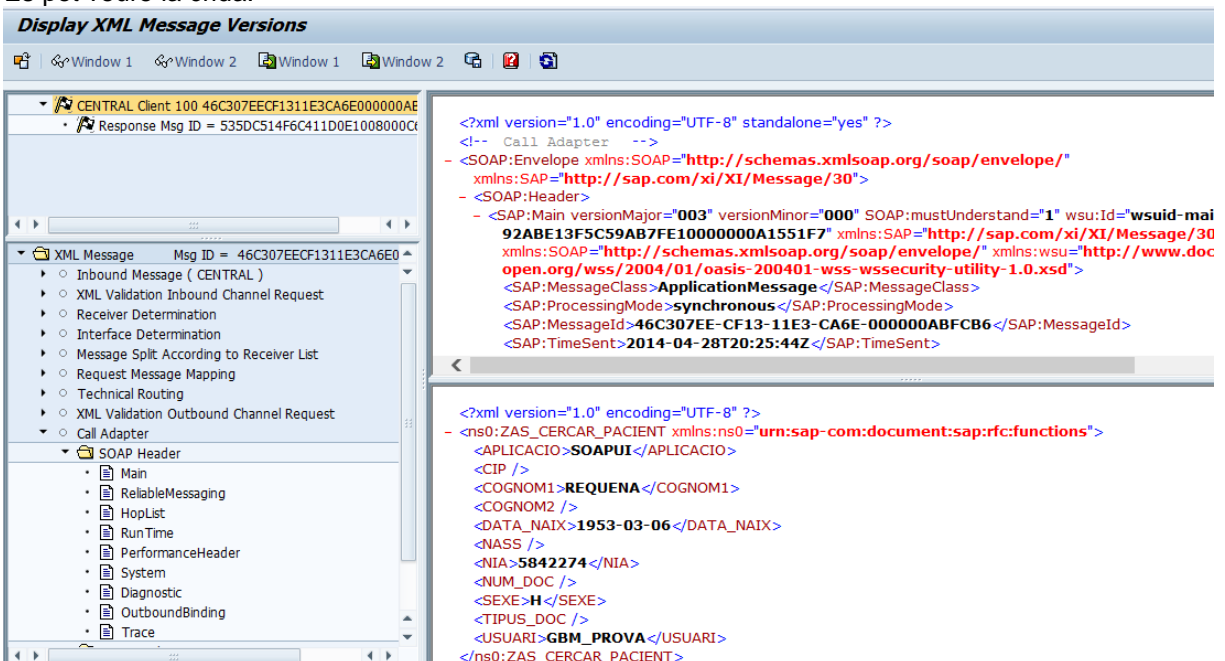 Es pot veure la crida:
Display XML Message Versions
Window 1 Window 2 Window 1 Window 2
CENTRAL Client 100 46C307EECF1311E3CA6E000000AB
Response Msg ID = 535DC514F6C411D0E1008000C6
XML Message Msg ID = 46C307EECF1311E3CA6E0
Inbound Message ( CENTRAL )
XML Validation Inbound Channel Request
Receiver Determination
Interface Determination
Message Split According to Receiver List
Request Message Mapping
Technical Routing
XML Validation Outbound Channel Request
Call Adapter
SOAP Header
Main
ReliableMessaging
HopList
RunTime
PerformanceHeader
System
Diagnostic
OutboundBinding
Trace
<?xml version="1.0" encoding="UTF-8" standalone="yes" ?>
<!-- Call Adapter -->
- <SOAP:Envelope xmlns:SOAP="http://schemas.xmlsoap.org/soap/envelope/"
xmlns:SAP="http://sap.com/xi/XI/Message/30">
- <SOAP:Header>
- <SAP:Main versionMajor="003" versionMinor="000" SOAP:mustUnderstand="1" wsu:Id="wsuid-mai
92ABE13F5C59AB7FE10000000A1551F7" xmlns:SAP="http://sap.com/xi/XI/Message/30
xmlns:SOAP="http://schemas.xmlsoap.org/soap/envelope/" xmlns:wsu="http://www.doc
open.org/wss/2004/01/oasis-200401-wss-wssecurity-utility-1.0.xsd">
<SAP:MessageClass>ApplicationMessage</SAP:MessageClass>
<SAP:ProcessingMode>synchronous</SAP:ProcessingMode>
<SAP:MessageId>46C307EE-CF13-11E3-CA6E-000000ABFCB6</SAP:MessageId>
<SAP:TimeSent>2014-04-28T20:25:44Z</SAP:TimeSent>
<?xml version="1.0" encoding="UTF-8" ?>
- <ns0:ZAS_CERCAR_PACIENT xmlns:ns0="urn:sap-com:document:sap:rfc:functions">
<APLICACIO>SOAPUI</APLICACIO>
<CIP />
<COGNOM1>REQUENA</COGNOM1>
<COGNOM2 />
<DATA_NAIX>1953-03-06</DATA_NAIX>
<NASS />
<NIA>5842274</NIA>
<NUM_DOC />
<SEXE>H</SEXE>
<TIPUS_DOC />
<USUARI>GBM_PROVA</USUARI>
</ns0:ZAS_CERCAR_PACIENT>